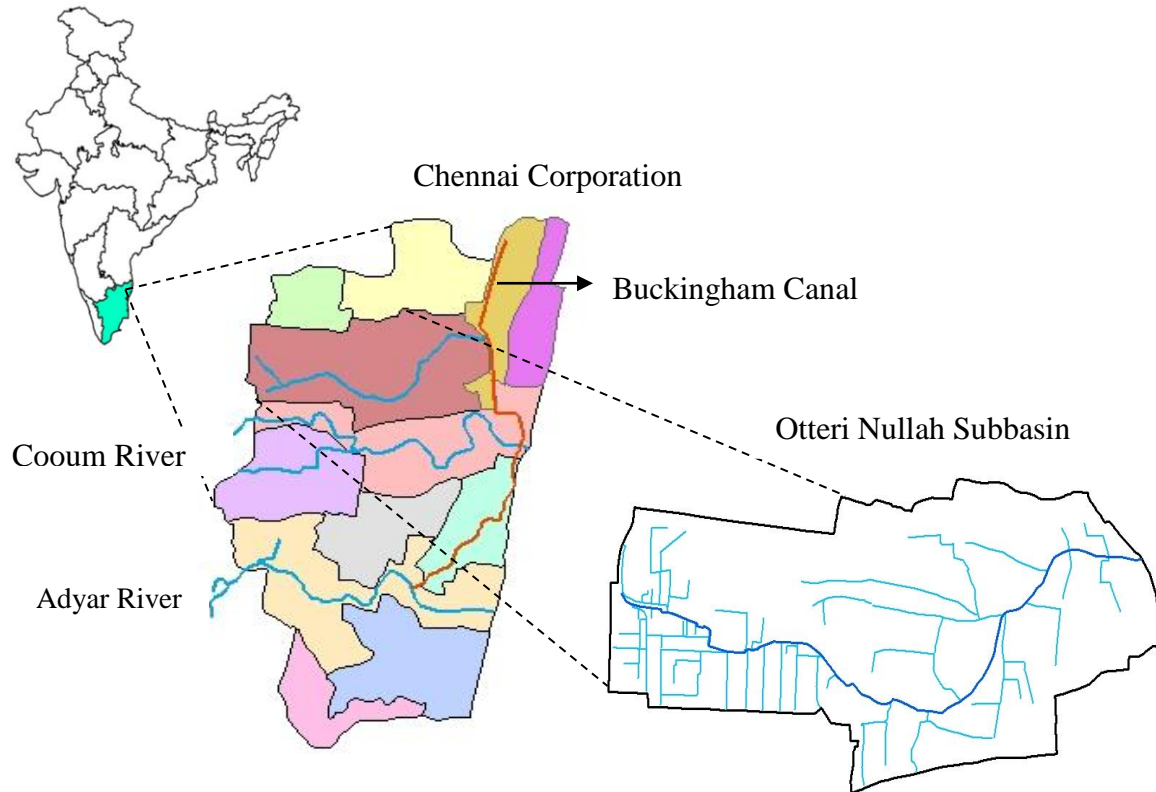 Chennai Corporation
Buckingham Canal
Otteri Nullah Subbasin
Cooum River
Adyar River